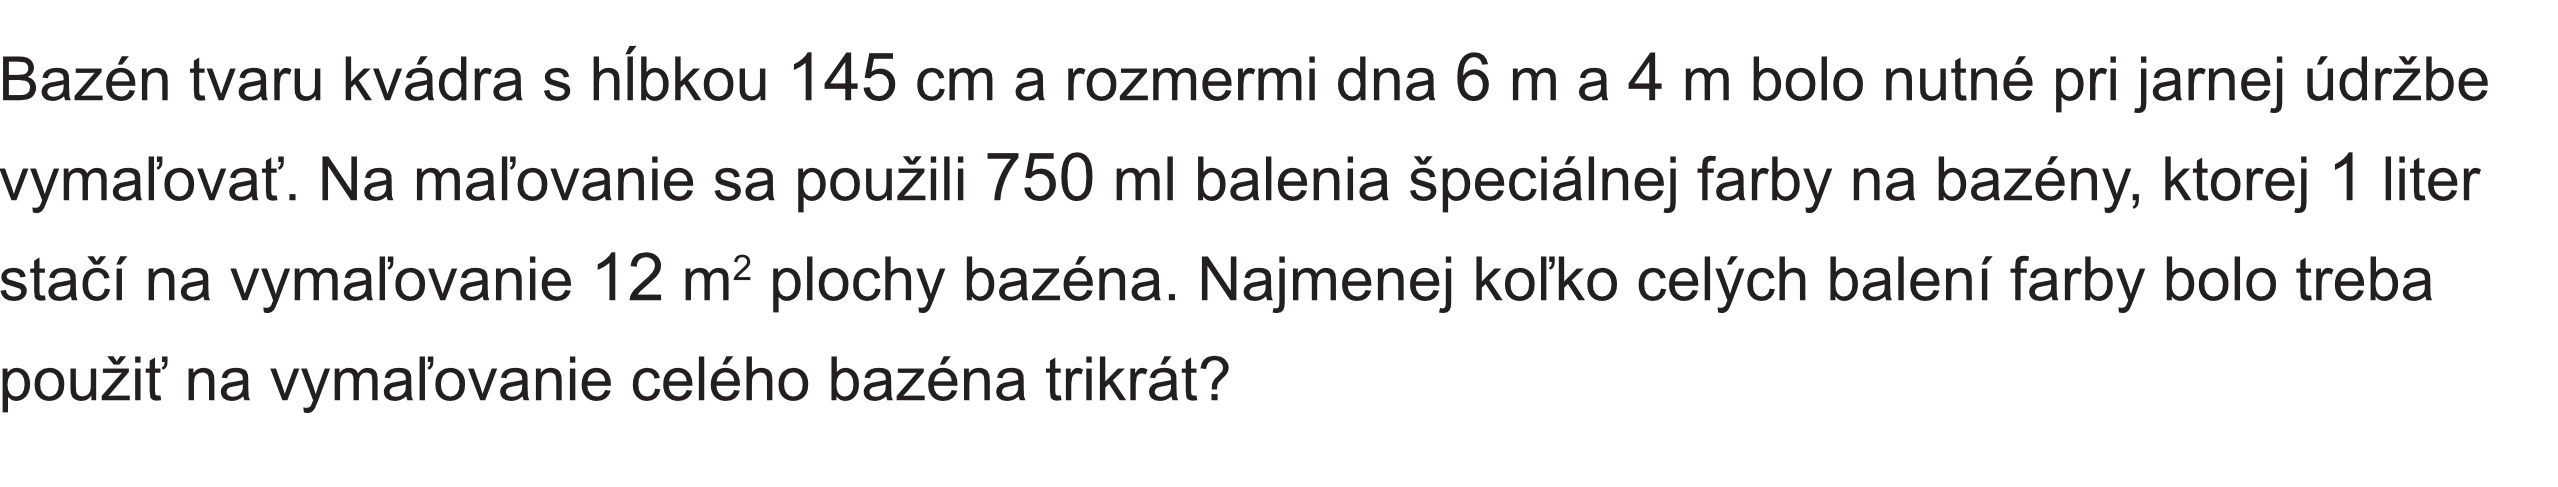 Bazén tvaru kvádra s hĺbkou 145 cm a rozmermi dna 6 m a 4 m bolo nutné pri jarnej údržbe
vymaľovať. Na maľovanie sa použili 750 ml balenia špeciálnej farby na bazény, ktorej 1 liter
stačí na vymaľovanie 12 m² plochy bazéna. Najmenej koľko celých balení farby bolo treba
použiť na vymaľovanie celého bazéna trikrát?